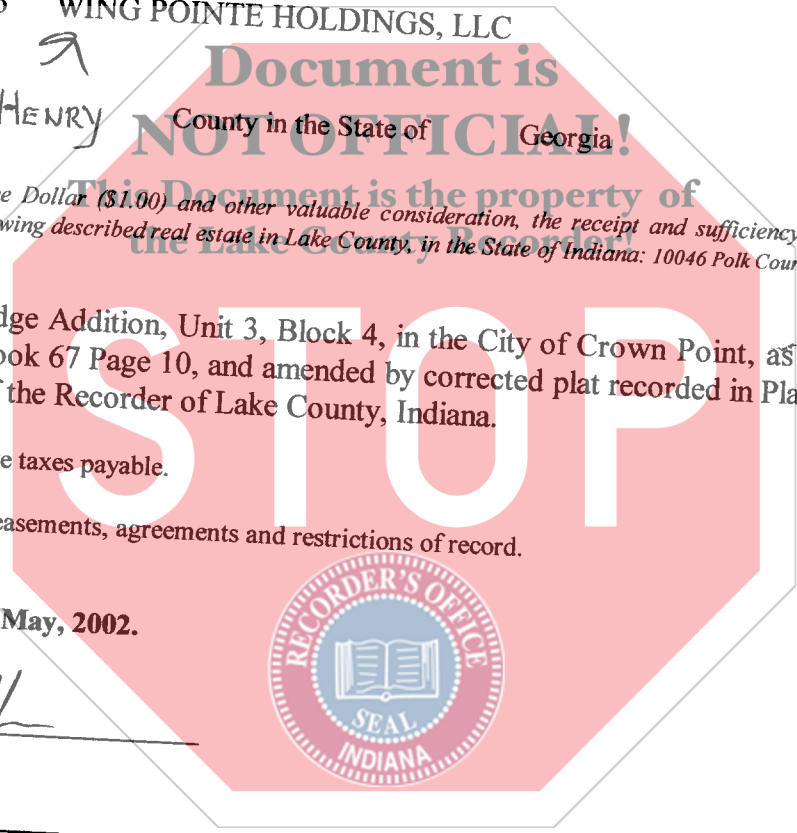 WING POINTE HOLDINGS, LLC
Document is
HENRY County in the State of Georgia
NOT OFFICIAL!
This Document is the property of
e Dollar ($1.00) and other valuable consideration, the receipt and sufficiency
the Lake County Recorder!
wing described real estate in Lake County, in the State of Indiana: 10046 Polk Cour
dge Addition, Unit 3, Block 4, in the City of Crown Point, as
ook 67 Page 10, and amended by corrected plat recorded in Pla
f the Recorder of Lake County, Indiana.
STOP
e taxes payable.
easements, agreements and restrictions of record.
May, 2002.
RECORDER'S OFFICE
SEAL
INDIANA